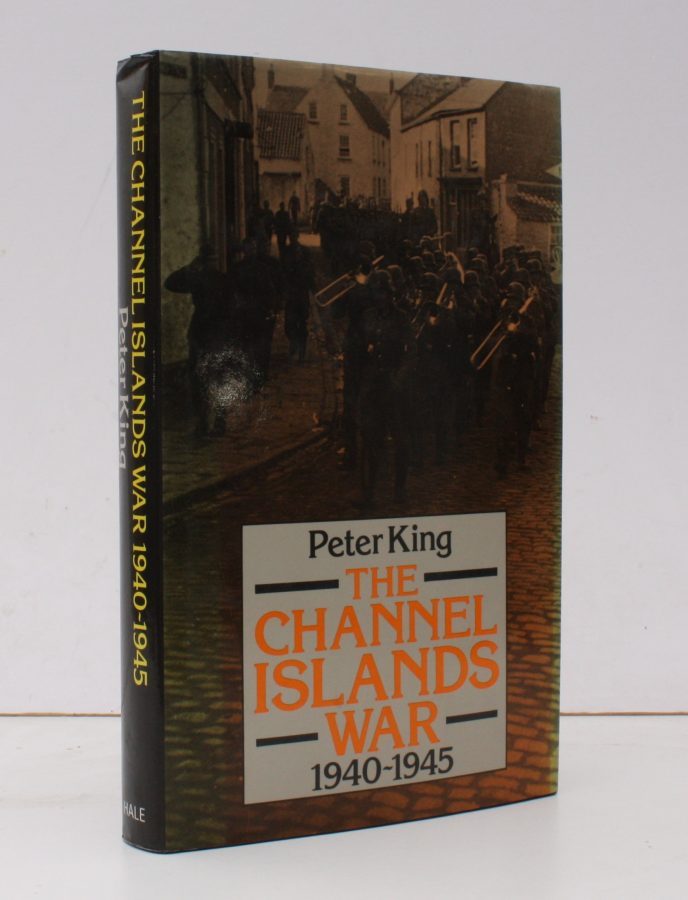 THE CHANNEL ISLANDS WAR 1940-1945
Peter King
HALE
Peter King
THE
CHANNEL
ISLANDS
WAR
1940-1945